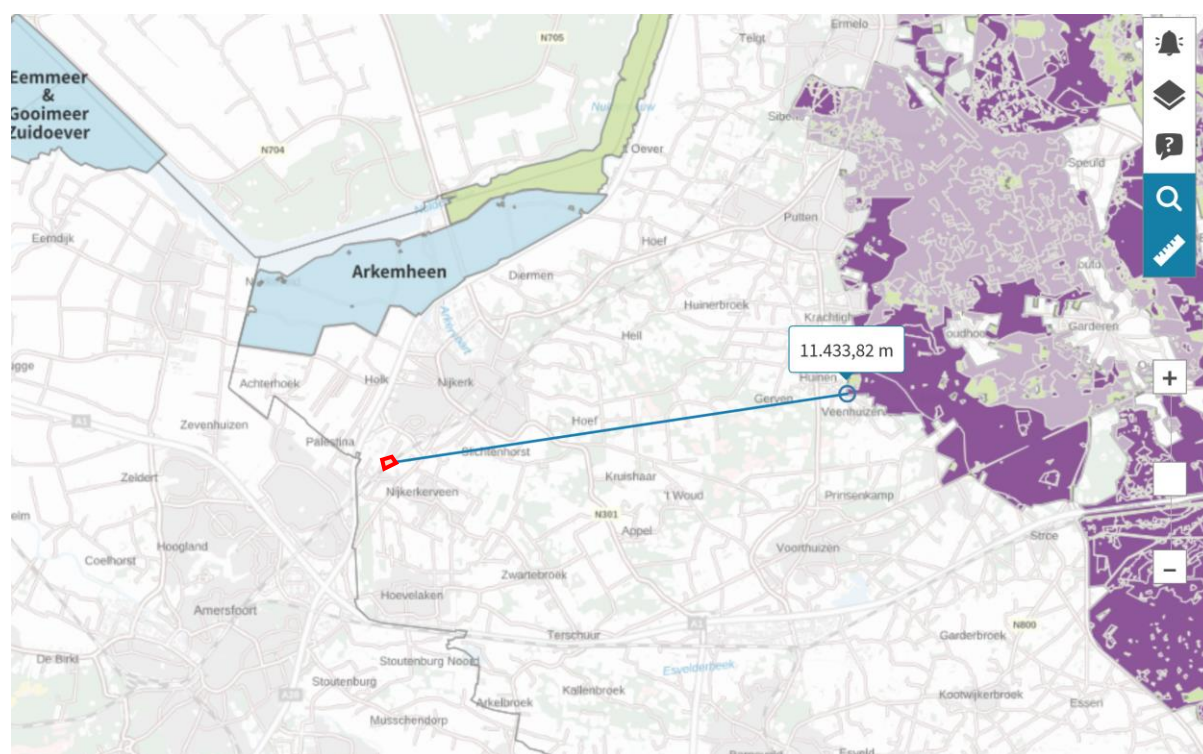 Ermelo
Telgt
N705
Eemmeer
&
Gooimeer
Zuidoever
N704
Oever
Speuld
Putten
Eemdijk
Hoef
Arkemheen
Diermen
Huinerbroek
Krachtigh
Garderen
Heil
11.433,82 m
Huinen
Achterhoek
Holk
Nijkerk
Gerven
Hoef
Zevenhuizen
Palestina
A1
Slichtenhorst
Zeldert
Kruishaar
Nijkerkerveen
't Woud
Prinsenkamp
N301
Appel
Stroe
Hoogland
Coelhorst
Voorthuizen
Zwartebroek
Hoevelaken
Amersfoort
Terschuur
A1
N800
Garderbroek
De Birkt
Stoutenburg Noord
Esvelderbeek
Stoutenburg
Kallenbroek
Kootwijkerbroek
Arkelbroek
Essen
Musschendorp
Esveld
+
−
?